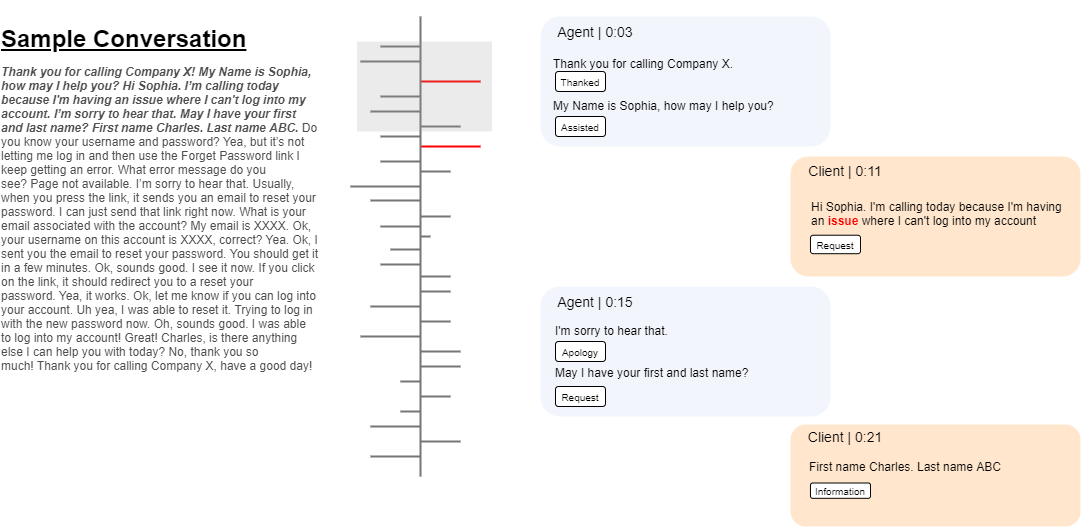 Sample Conversation
Thank you for calling Company X! My Name is Sophia,
how may I help you? Hi Sophia. I'm calling today
because I'm having an issue where I can't log into my
account. I'm sorry to hear that. May I have your first
and last name? First name Charles. Last name ABC. Do
you know your username and password? Yea, but it's not
letting me log in and then use the Forget Password link I
keep getting an error. What error message do you
see? Page not available. I'm sorry to hear that. Usually,
when you press the link, it sends you an email to reset your
password. I can just send that link right now. What is your
email associated with the account? My email is XXXX. Ok,
your username on this account is XXXX, correct? Yea. Ok, I
sent you the email to reset your password. You should get it
in a few minutes. Ok, sounds good. I see it now. If you click
on the link, it should redirect you to a reset your
password. Yea, it works. Ok, let me know if you can log into
your account. Uh yea, I was able to reset it. Trying to log in
with the new password now. Oh, sounds good. I was able
to log into my account! Great! Charles, is there anything
else I can help you with today? No, thank you so
much! Thank you for calling Company X, have a good day!
Agent | 0:03
Thank you for calling Company X.
Thanked
My Name is Sophia, how may I help you?
Assisted
Client | 0:11
Hi Sophia. I'm calling today because I'm having
an issue where I can't log into my account
Request
Agent | 0:15
I'm sorry to hear that.
Apology
May I have your first and last name?
Request
Client | 0:21
First name Charles. Last name ABC
Information